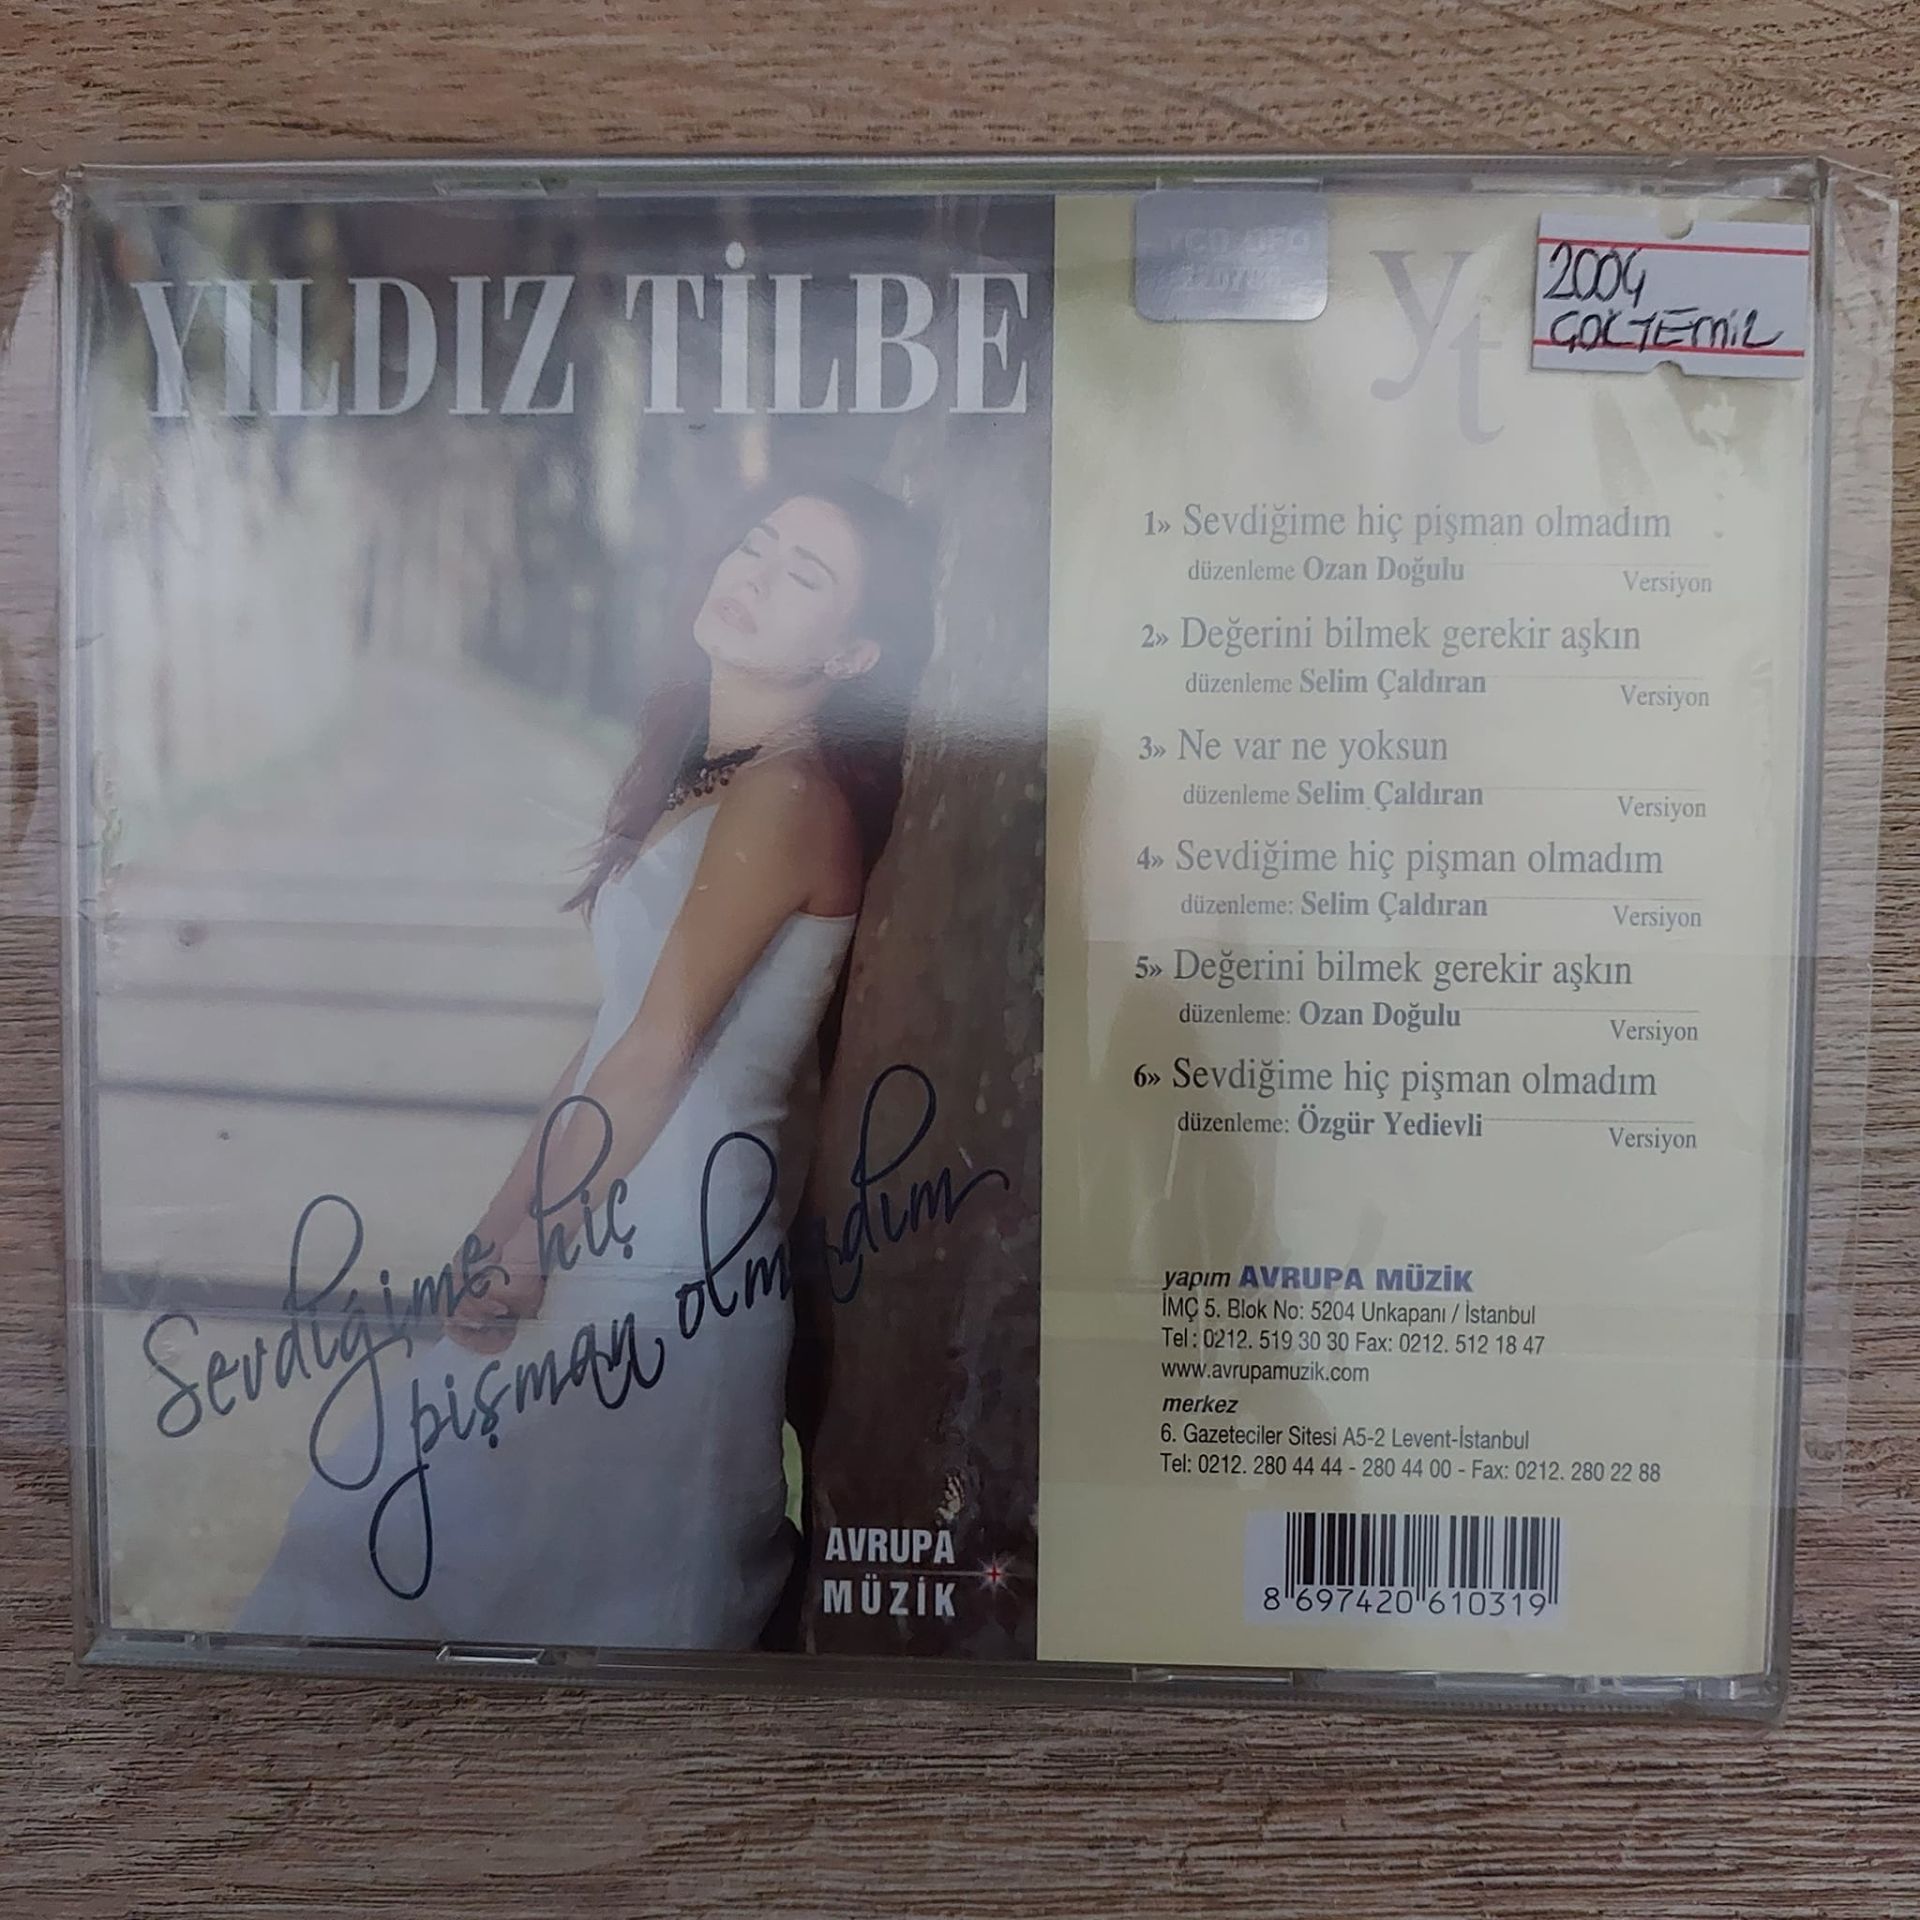 YILDIZ TİLBE
Sevdiğime hiç
pişman olmadım
AVRUPA
MÜZİK
yt
2004
1» Sevdiğime hiç pişman olmadım
düzenleme Ozan Doğulu Versiyon
2» Değerini bilmek gerekir aşkın
düzenleme Selim Çaldıran Versiyon
3» Ne var ne yoksun
düzenleme Selim Çaldıran Versiyon
4» Sevdiğime hiç pişman olmadım
düzenleme: Selim Çaldıran Versiyon
5» Değerini bilmek gerekir aşkın
düzenleme: Ozan Doğulu Versiyon
6» Sevdiğime hiç pişman olmadım
düzenleme: Özgür Yedievli Versiyon
yapım AVRUPA MÜZİK
İMÇ 5. Blok No: 5204 Unkapanı / İstanbul
Tel: 0212. 519 30 30 Fax: 0212. 512 18 47
www.avrupamuzik.com
merkez
6. Gazeteciler Sitesi A5-2 Levent-İstanbul
Tel: 0212. 280 44 44 - 280 44 00 - Fax: 0212. 280 22 88
8 697420 610319